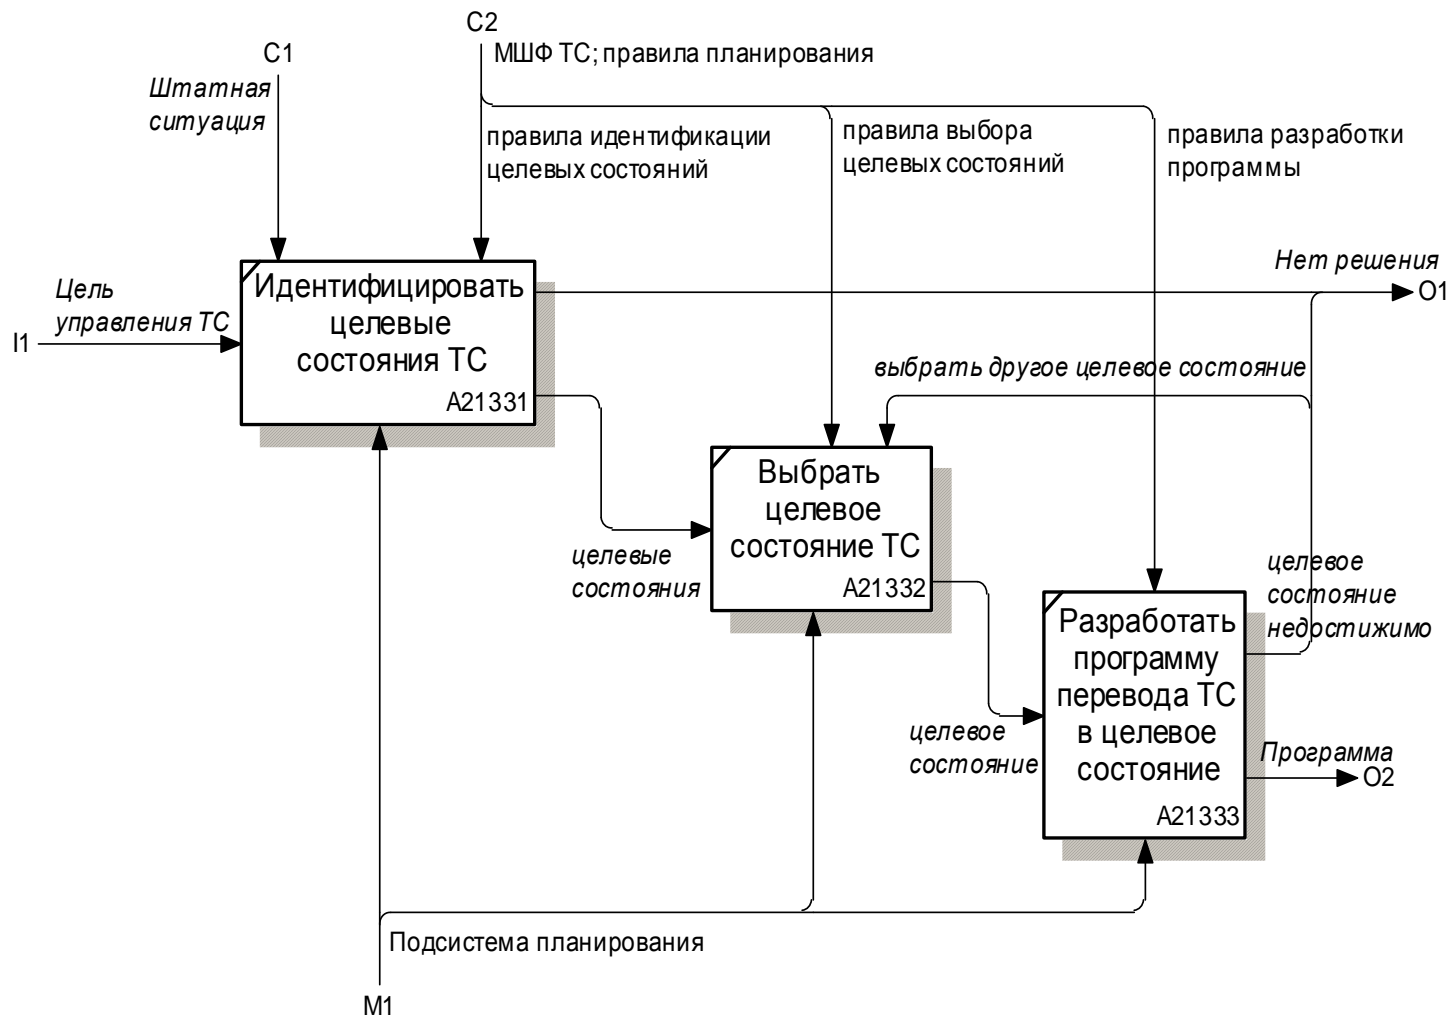 C2
C1
МШФ ТС; правила планирования
Штатная
ситуация
правила идентификации
целевых состояний
правила выбора
целевых состояний
правила разработки
программы
Нет решения
O1
Цель
управления ТС
I1
Идентифицировать
целевые
состояния ТС
A21331
выбрать другое целевое состояние
Выбрать
целевое
состояние ТС
A21332
целевые
состояния
целевое
состояние
недостижимо
Разработать
программу
перевода ТС
в целевое
состояние
A21333
целевое
состояние
Программа
O2
Подсистема планирования
M1